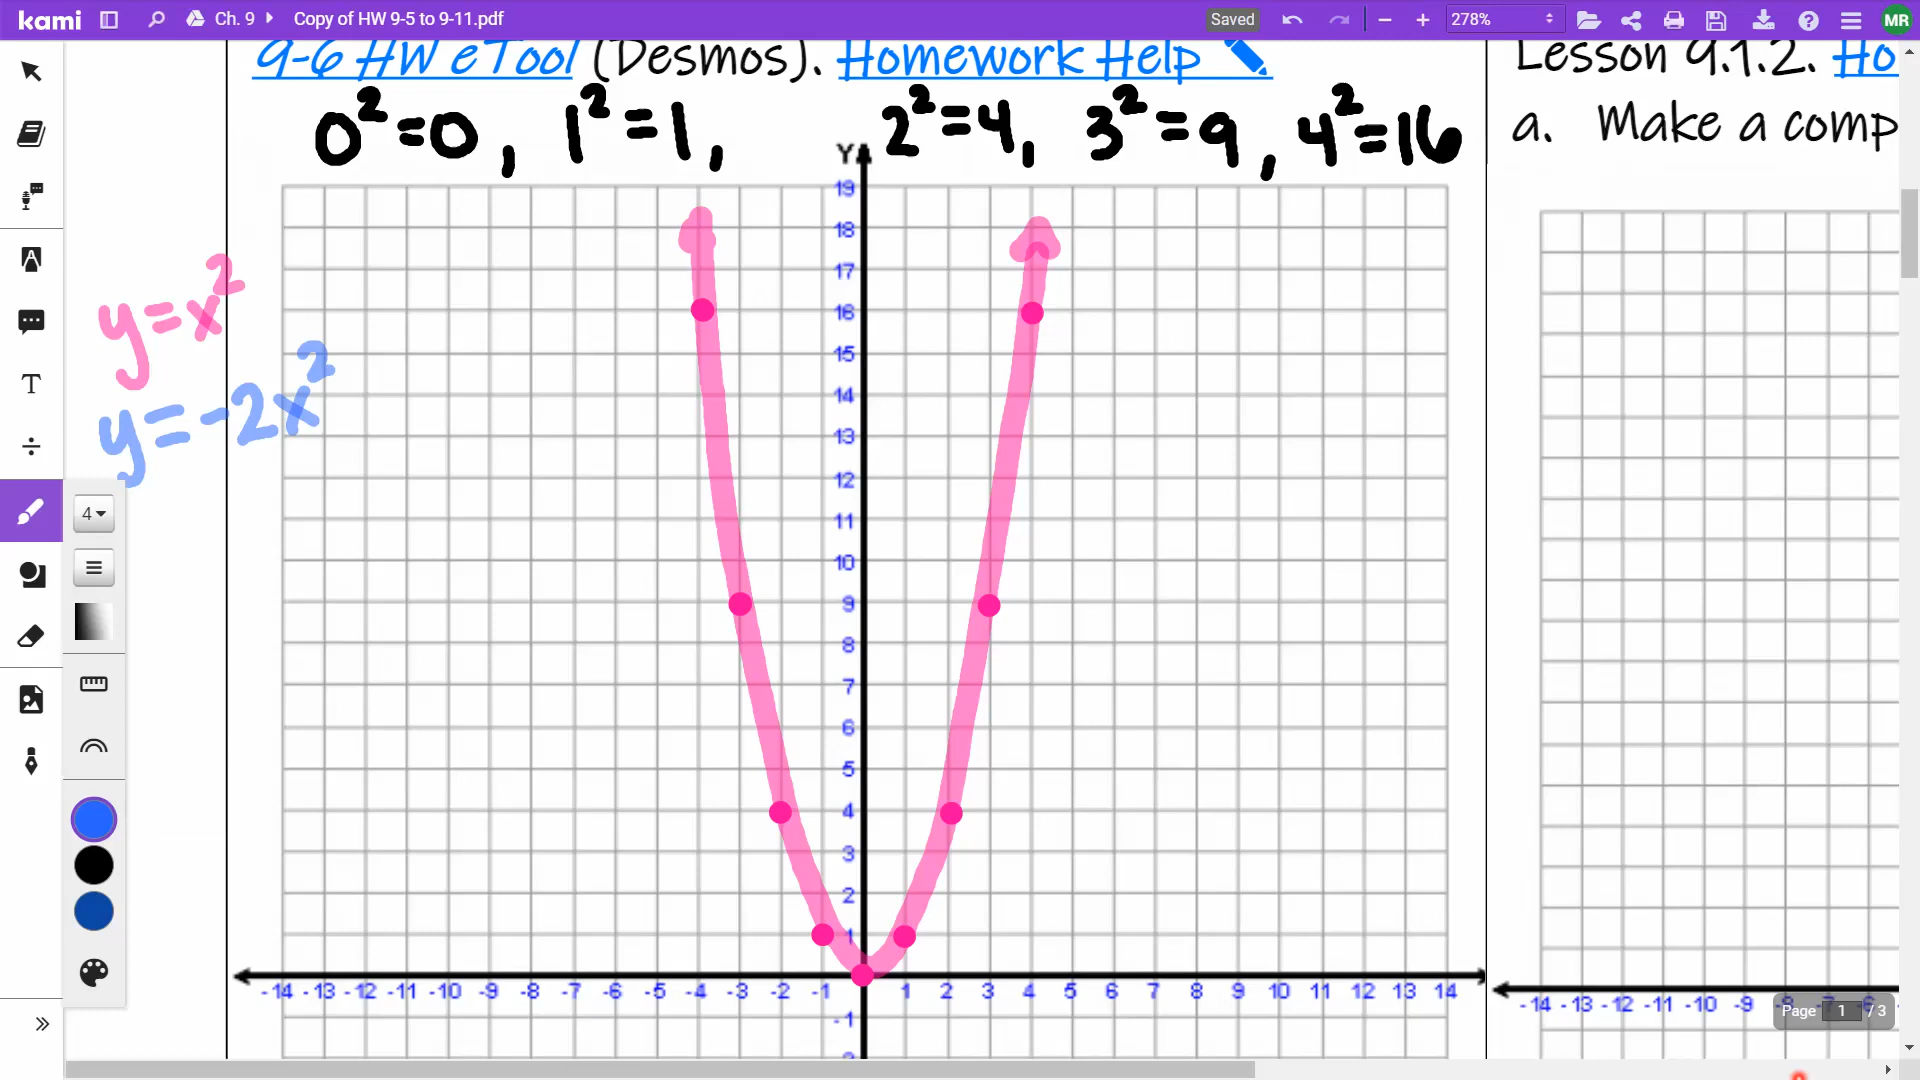 kami Ch. 9 Copy of HW 9-5 to 9-11.pdf Saved 278% MR
9-6 HW eTool (Desmos). Homework Help
Lesson 9.1.2. Ho
0²=0, 1²=1, 2²=4, 3²=9, 4²=16
a. Make a comp
Y
19
18
17
16
15
14
13
12
11
10
9
8
7
6
5
4
3
2
1
y=x²
y=-2x²
T
4
-14 -13 -12 -11 -10 -9 -8 -7 -6 -5 -4 -3 -2 -1 1 2 3 4 5 6 7 8 9 10 11 12 13 14
-14 -13 -12 -11 -10 -9 -8 -7 -6
-1
Page 1 / 3